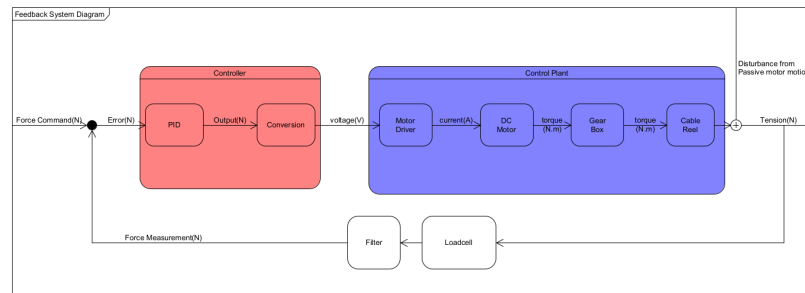 Feedback System Diagram
Disturbance from
Passive motor motio
Controller
Control Plant
Force Command(N)
Error(N)
PID
Output(N)
Conversion
voltage(V)
Motor
Driver
current(A)
DC
Motor
torque
(N.m)
Gear
Box
torque
(N.m)
Cable
Reel
Tension(N)
Force Measurement(N)
Filter
Loadcell